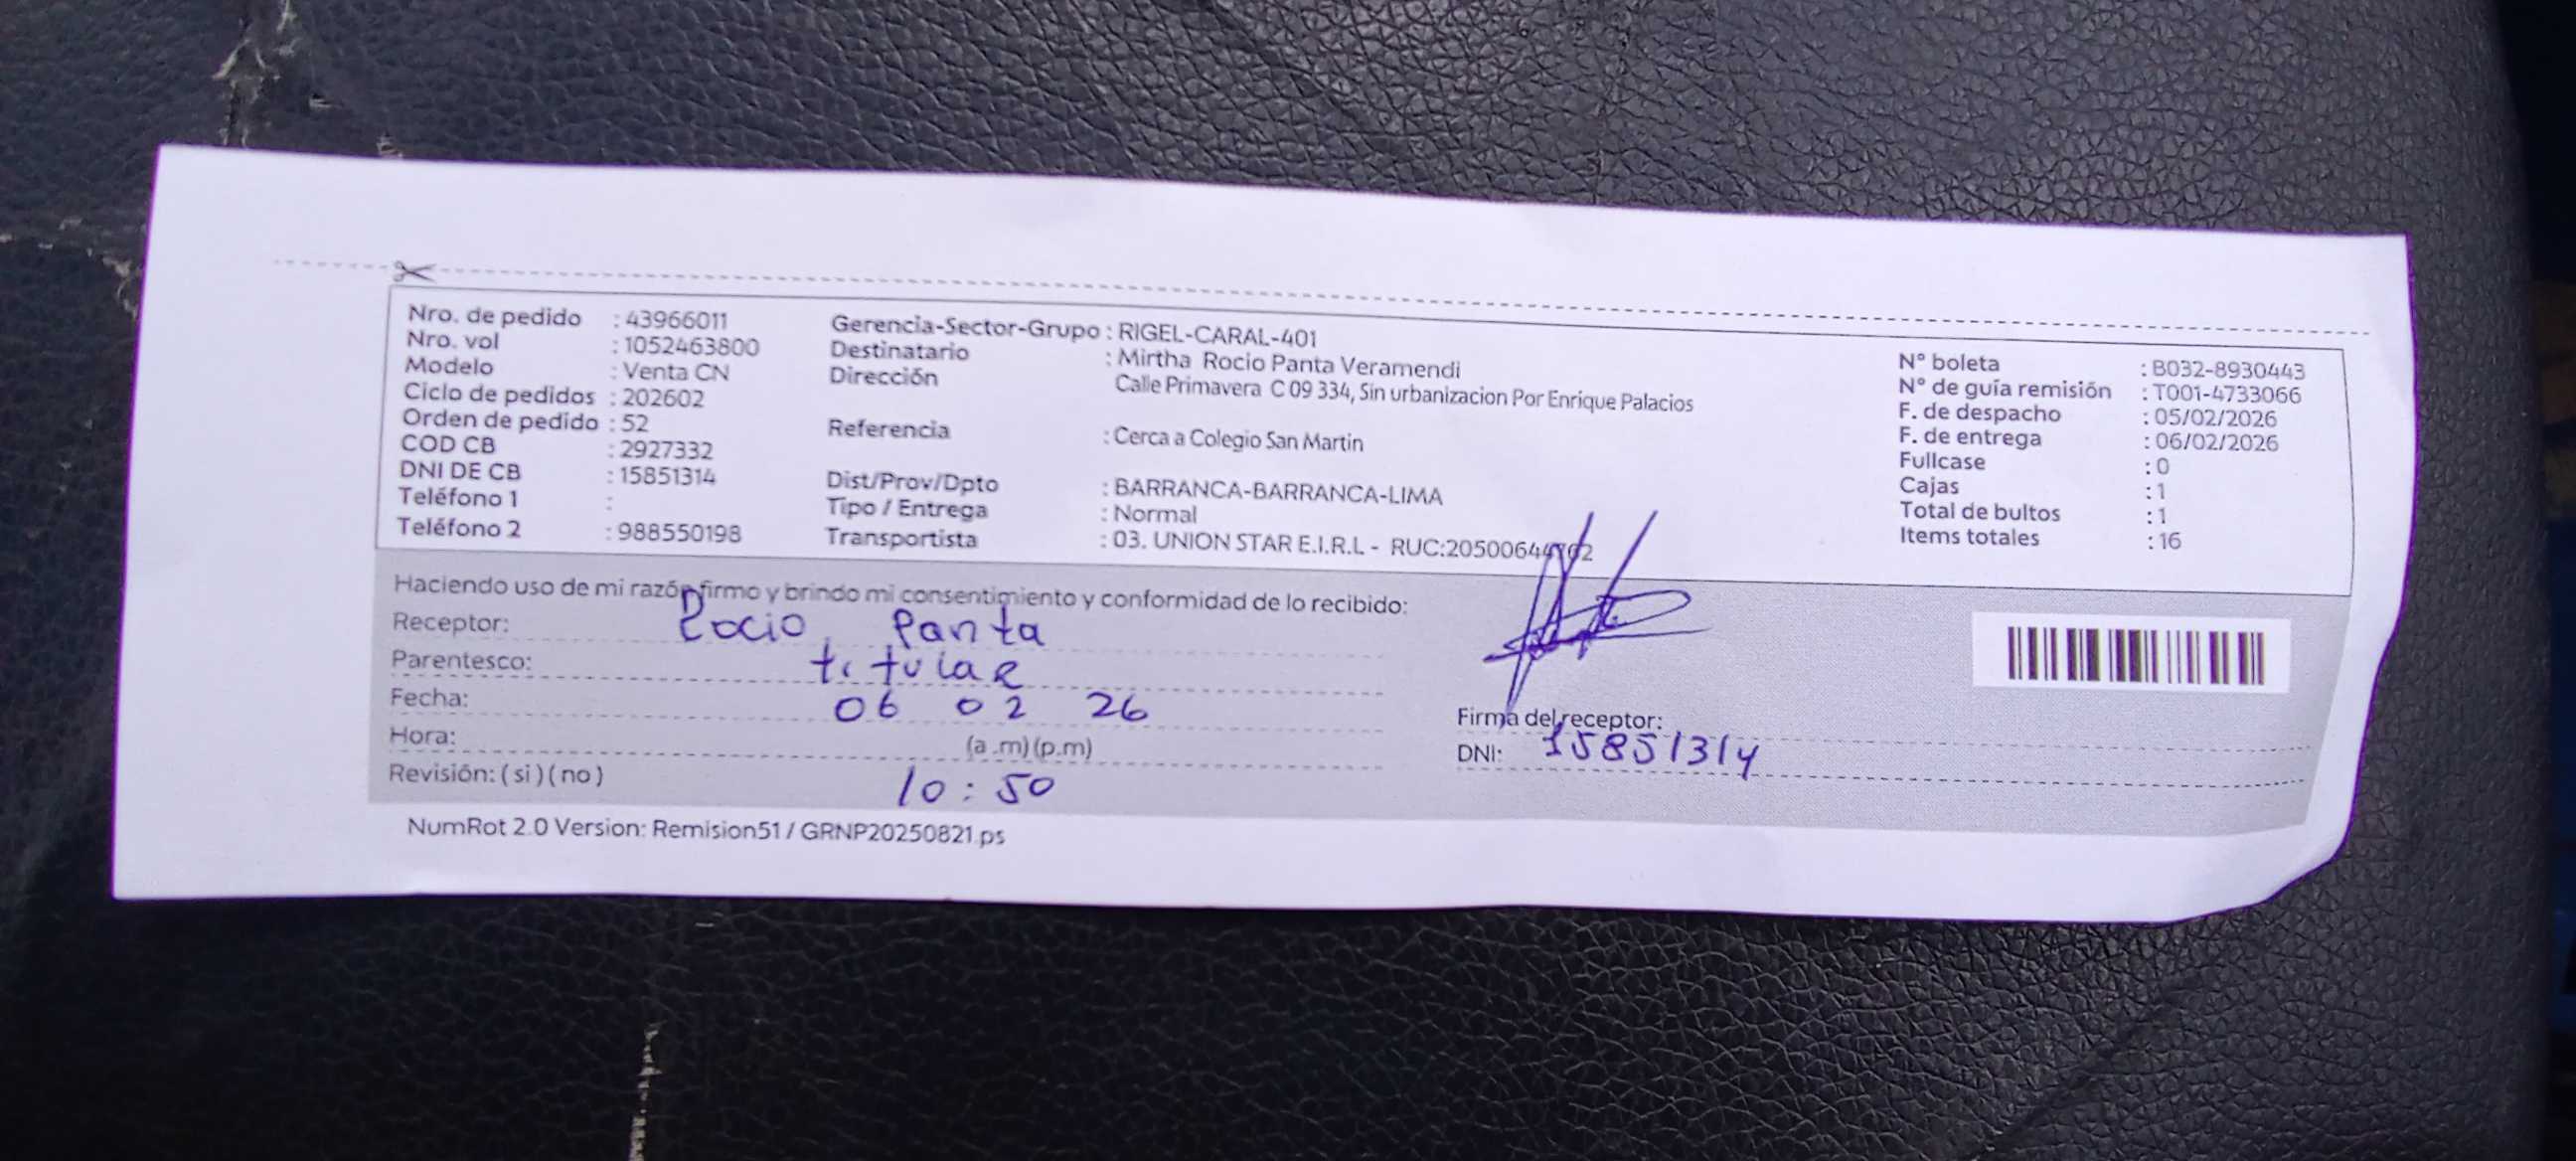 Nro. de pedido : 43966011
Nro. vol : 1052463800
Modelo : Venta CN
Ciclo de pedidos : 202602
Orden de pedido : 52
COD CB : 2927332
DNI DE CB : 15851314
Teléfono 1 :
Teléfono 2 : 988550198
Gerencia-Sector-Grupo : RIGEL-CARAL-401
Destinatario : Mirtha Rocio Panta Veramendi
Dirección Calle Primavera C 09 334, Sin urbanizacion Por Enrique Palacios
Referencia : Cerca a Colegio San Martin
Dist/Prov/Dpto : BARRANCA-BARRANCA-LIMA
Tipo / Entrega : Normal
Transportista : 03. UNION STAR E.I.R.L -
N° boleta : B032-8930443
N° de guía remisión : T001-4733066
F. de despacho : 05/02/2026
F. de entrega : 06/02/2026
Fullcase : 0
Cajas : 1
Total de bultos : 1
Items totales : 16
Haciendo uso de mi razón firmo y brindo mi consentimiento y conformidad de lo recibido:
Receptor: Rocio Panta
Parentesco: titular
Fecha: 06 02 26
Hora: (a.m)(p.m)
Revisión: (si)(no) 10:50
Firma del receptor:
DNI: 15851314
NumRot 2.0 Version: Remision51 / GRNP20250821.ps